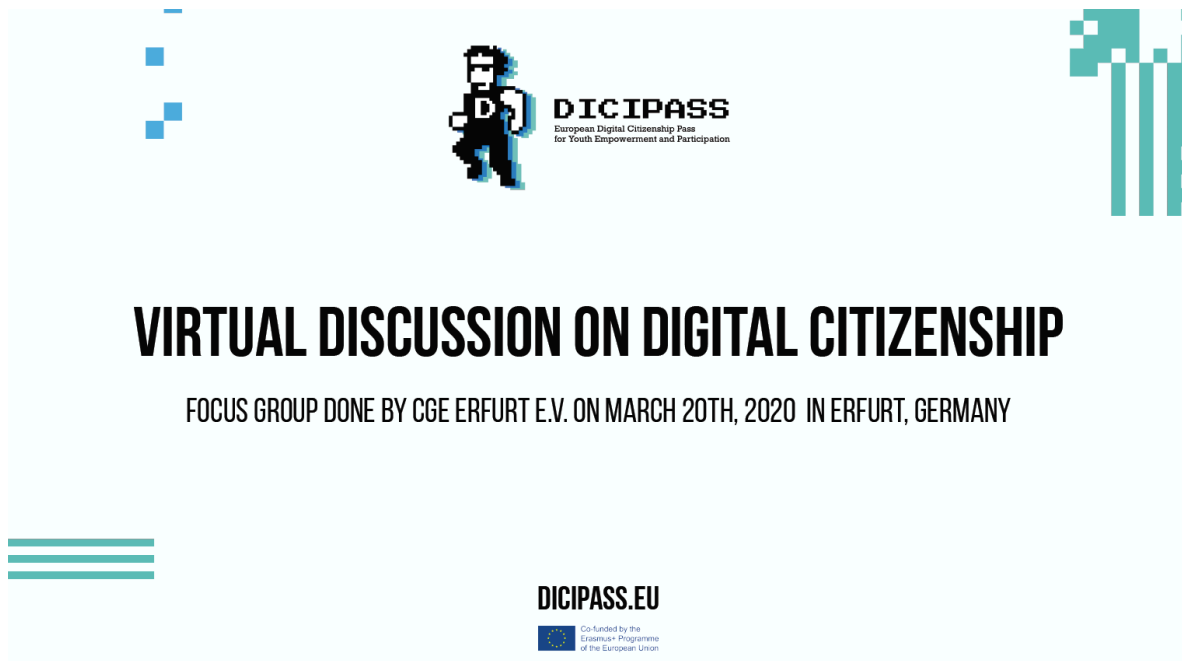 D
DICIPASS
European Digital Citizenship Pass
for Youth Empowerment and Participation
VIRTUAL DISCUSSION ON DIGITAL CITIZENSHIP
FOCUS GROUP DONE BY CGE ERFURT E.V. ON MARCH 20TH, 2020 IN ERFURT, GERMANY
DICIPASS.EU
Co-funded by the
Erasmus+ Programme
of the European Union